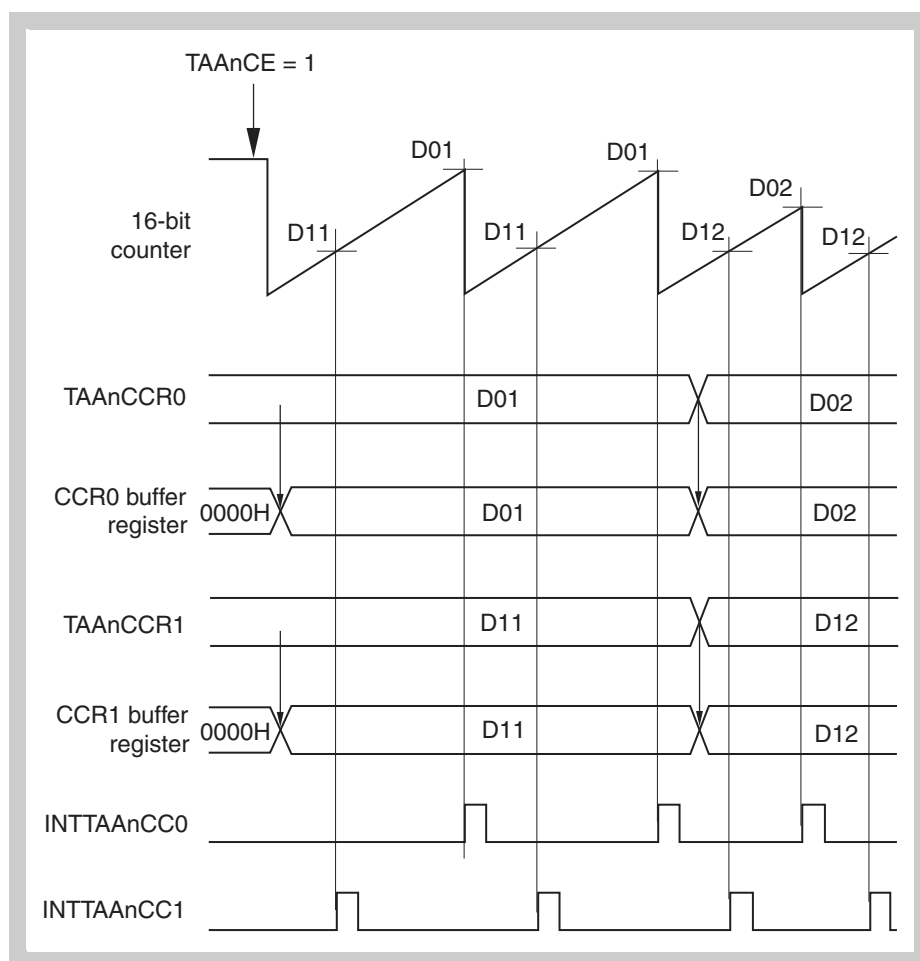 TAAnCE = 1
D01
D01
D02
16-bit
counter
D11
D11
D12
D12
TAAnCCR0
D01
D02
CCR0 buffer
register
0000H
D01
D02
TAAnCCR1
D11
D12
CCR1 buffer
register
0000H
D11
D12
INTTAAnCC0
INTTAAnCC1